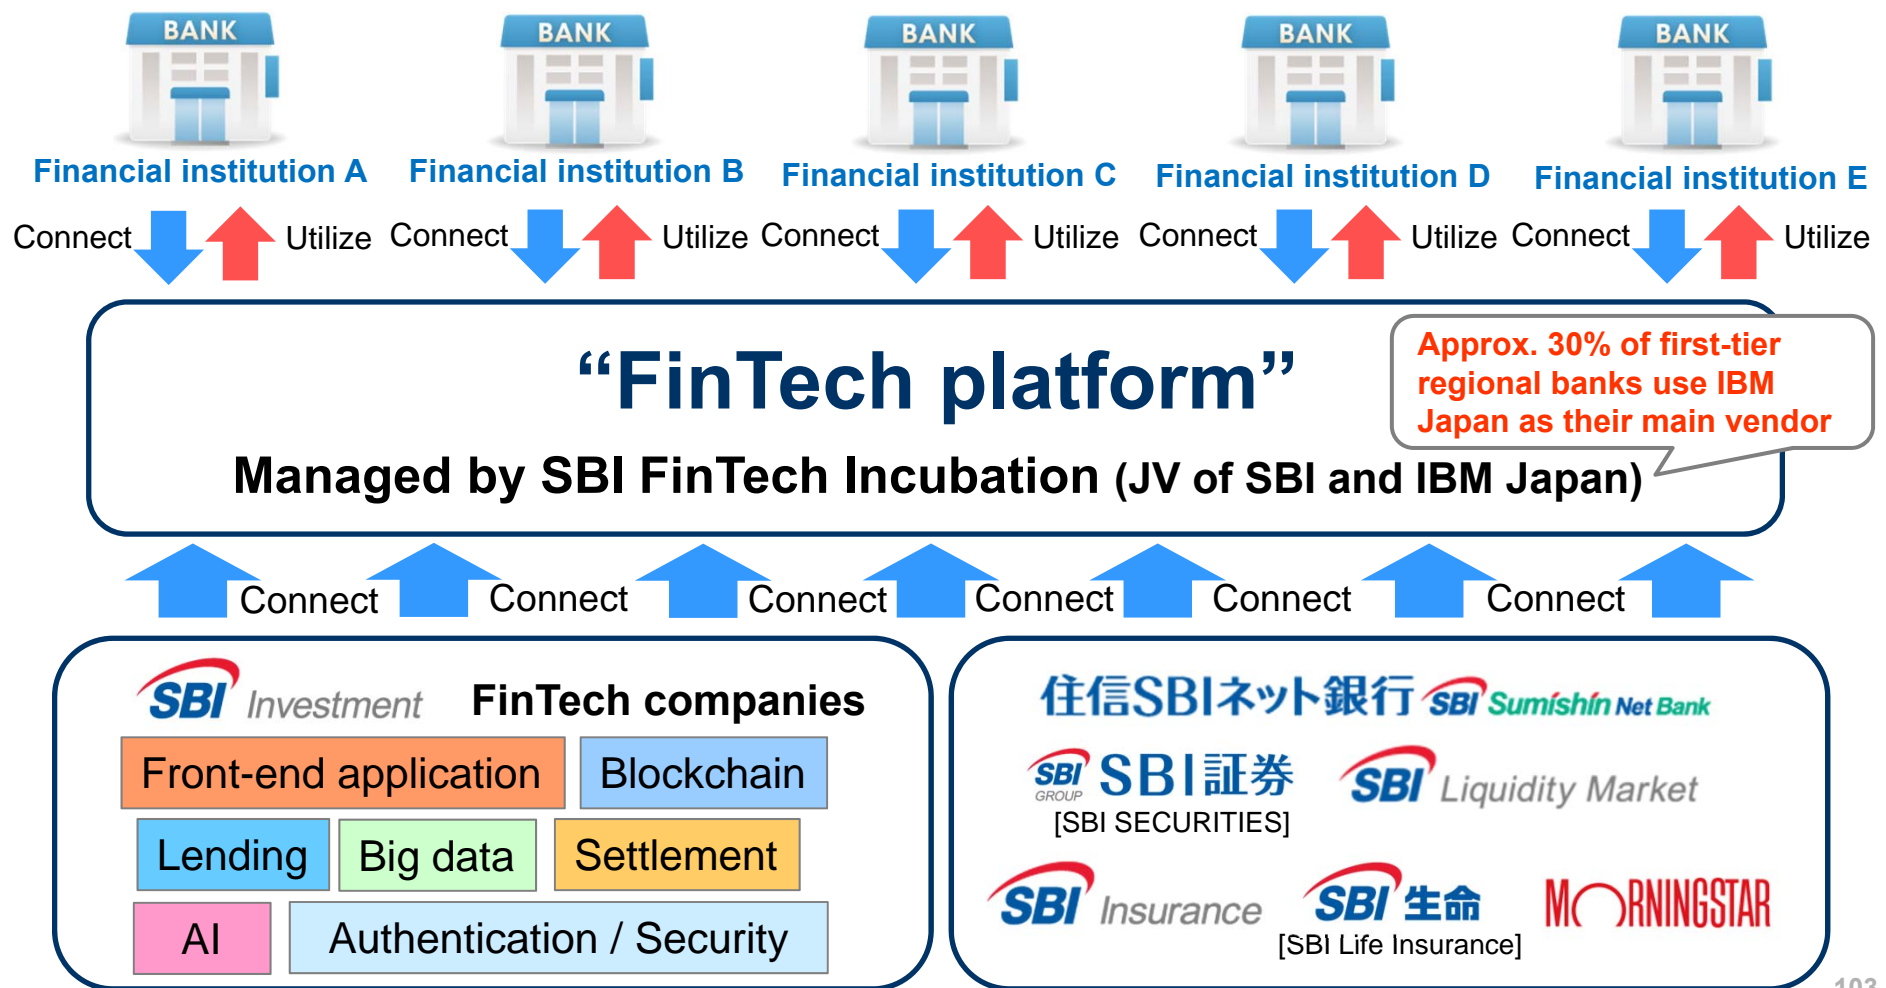 BANK BANK BANK BANK BANK
Financial institution A Financial institution B Financial institution C Financial institution D Financial institution E
Connect Utilize Connect Utilize Connect Utilize Connect Utilize Connect Utilize
“FinTech platform”
Approx. 30% of first-tier
regional banks use IBM
Japan as their main vendor
Managed by SBI FinTech Incubation (JV of SBI and IBM Japan)
Connect Connect Connect Connect Connect Connect
SBI Investment FinTech companies
Front-end application Blockchain
Lending Big data Settlement
AI Authentication / Security
住信SBIネット銀行 SBI Sumishin Net Bank
SBI GROUP SBI証券 SBI Liquidity Market
[SBI SECURITIES]
SBI Insurance SBI生命 MORNINGSTAR
[SBI Life Insurance]
103